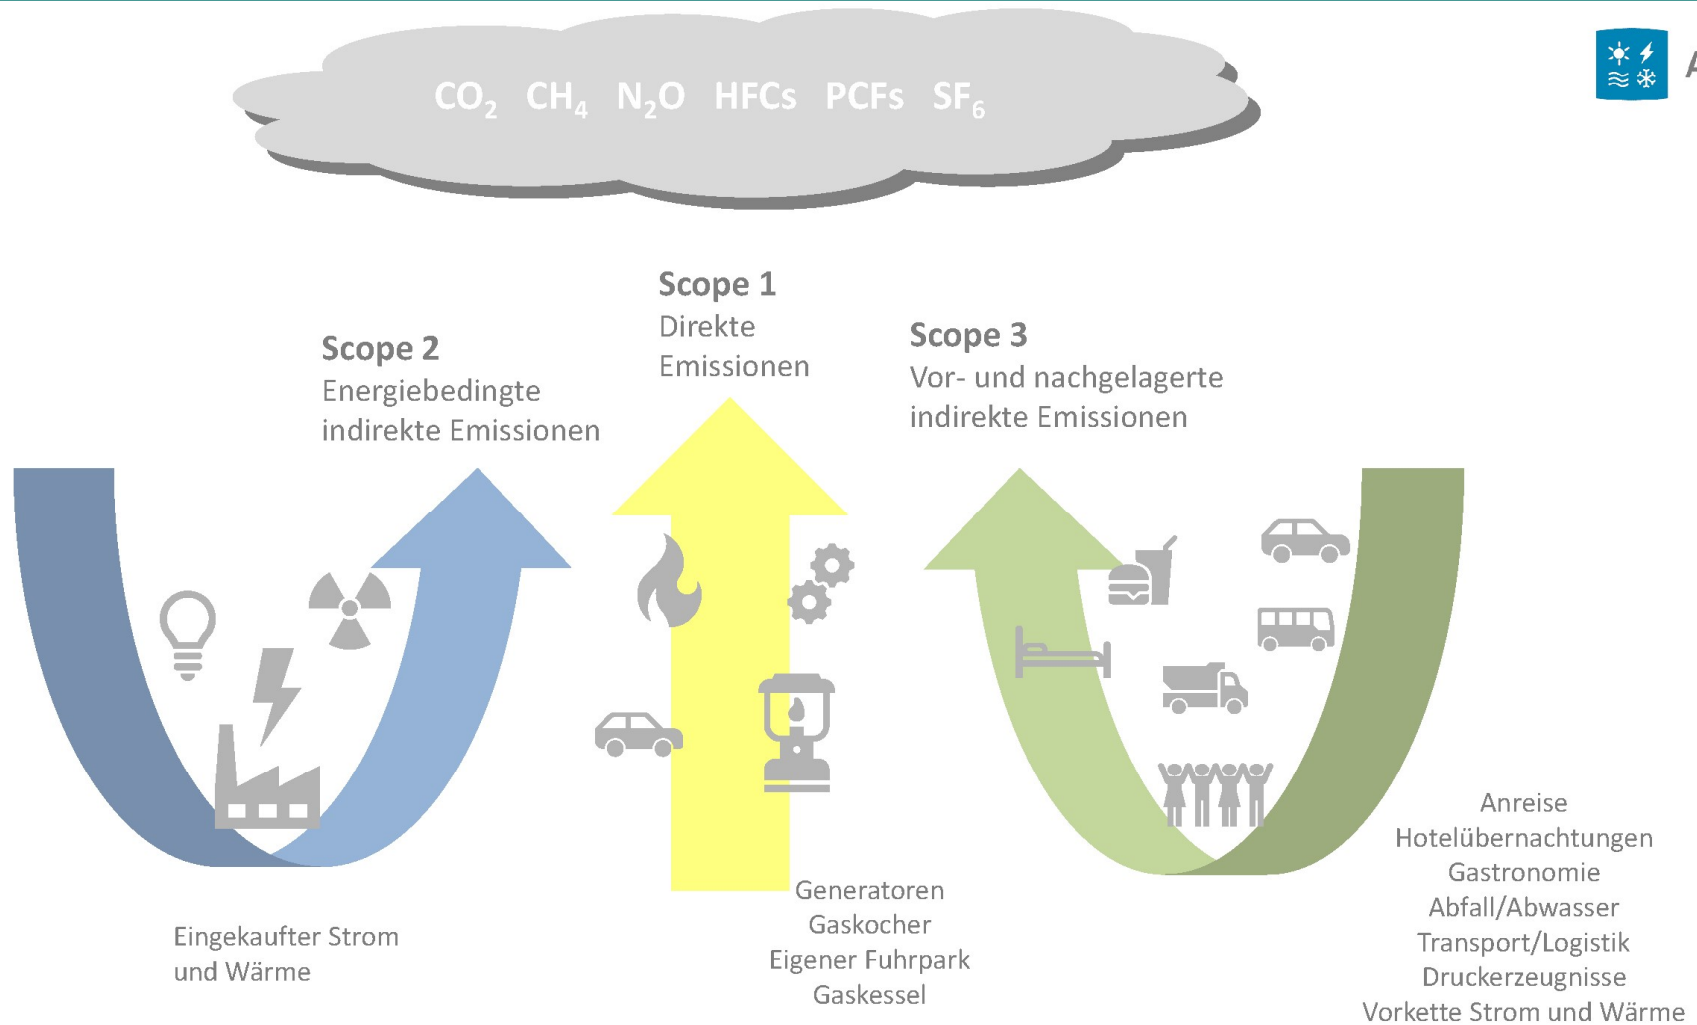 CO₂ CH₄ N₂O HFCs PCFs SF₆
Scope 1
Direkte
Emissionen
Scope 2
Energiebedingte
indirekte Emissionen
Scope 3
Vor- und nachgelagerte
indirekte Emissionen
Eingekaufter Strom
und Wärme
Generatoren
Gaskocher
Eigener Fuhrpark
Gaskessel
Anreise
Hotelübernachtungen
Gastronomie
Abfall/Abwasser
Transport/Logistik
Druckerzeugnisse
Vorkette Strom und Wärme